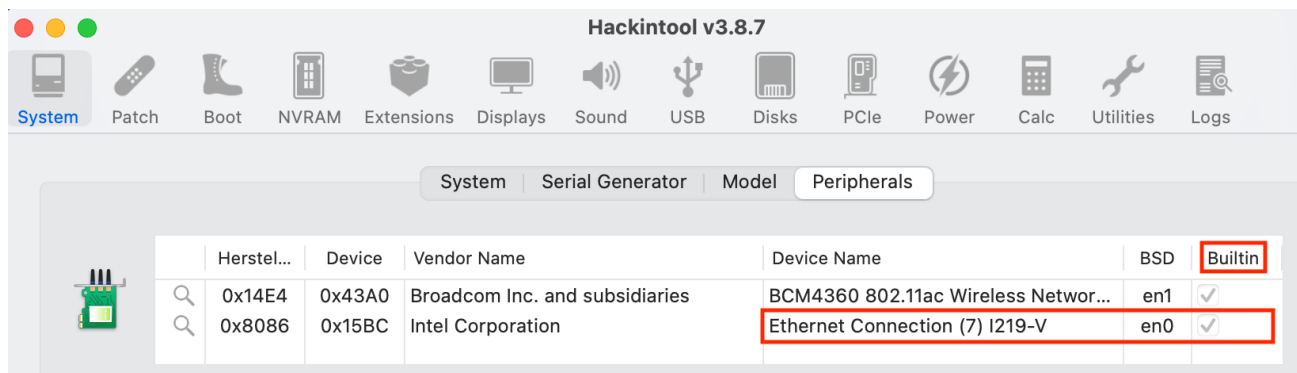 Hackintool v3.8.7
System Patch Boot NVRAM Extensions Displays Sound USB Disks PCIe Power Calc Utilities Logs
System Serial Generator Model Peripherals
Herstel... Device Vendor Name Device Name BSD Builtin
0x14E4 0x43A0 Broadcom Inc. and subsidiaries BCM4360 802.11ac Wireless Networ... en1
0x8086 0x15BC Intel Corporation Ethernet Connection (7) I219-V en0